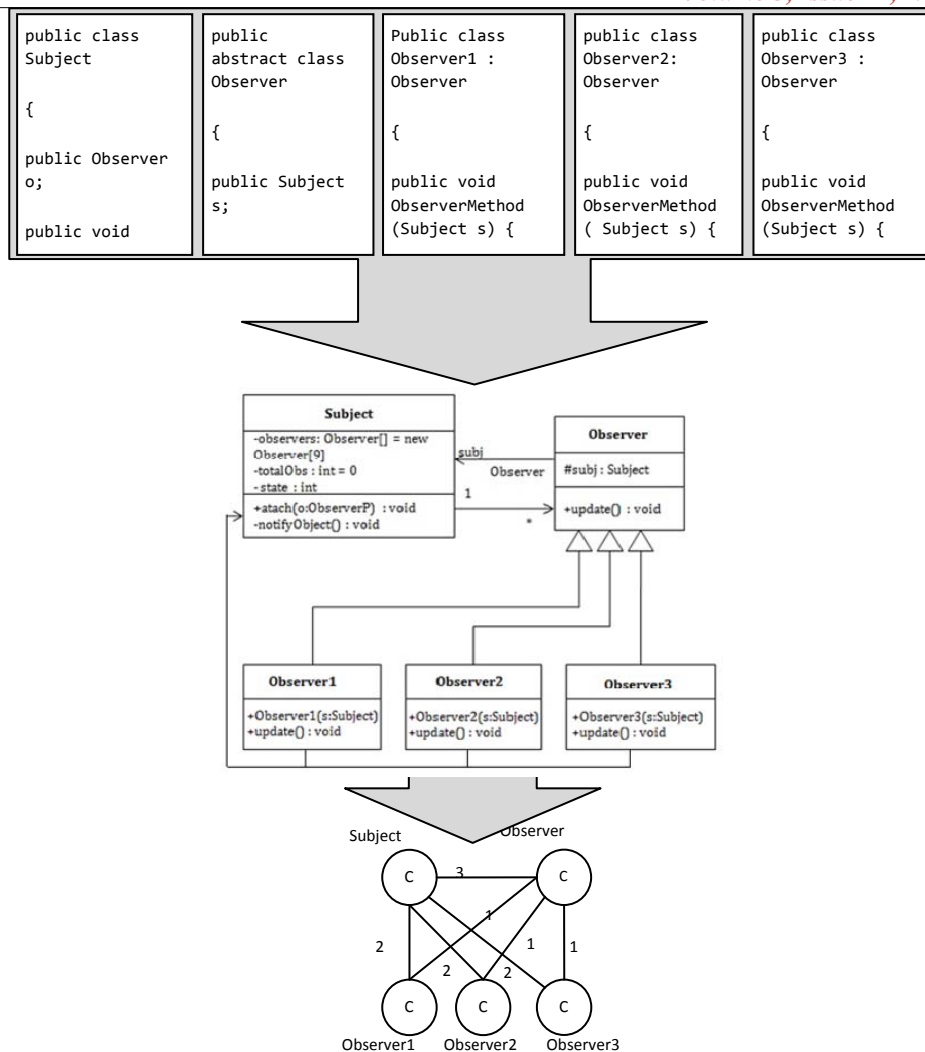 public class
Subject
{
public Observer
o;
public void
public
abstract class
Observer
{
public Subject
s;
Public class
Observer1 :
Observer
{
public void
ObserverMethod
(Subject s) {
public class
Observer2:
Observer
{
public void
ObserverMethod
( Subject s) {
public class
Observer3 :
Observer
{
public void
ObserverMethod
(Subject s) {
Subject
-observers: Observer[] = new
Observer[9]
-totalObs : int = 0
-state : int
+atach(o:ObserverP) : void
-notifyObject() : void
subj
Observer
1
*
Observer
#subj : Subject
+update() : void
Observer1
+Observer1(s:Subject)
+update() : void
Observer2
+Observer2(s:Subject)
+update() : void
Observer3
+Observer3(s:Subject)
+update() : void
Subject
Observer
C
3
C
1
2
1
1
2
2
C
C
C
Observer1
Observer2
Observer3